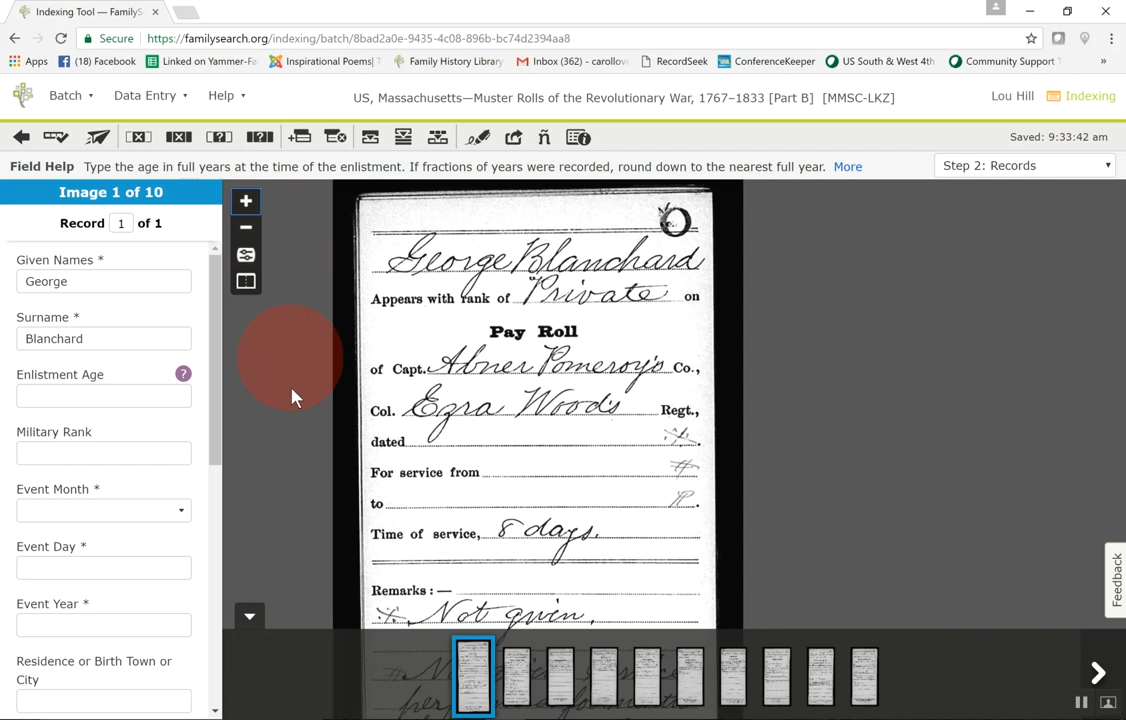 Indexing Tool — FamilyS
Secure
https://familysearch.org/indexing/batch/8bad2a0e-9435-4c08-896b-bc74d2394aa8
Apps
(18) Facebook
Linked on Yammer-Fa
Inspirational Poems| T
Family History Library
Inbox (362) - carollov
RecordSeek
ConferenceKeeper
US South & West 4th
Community Support T
»
Batch
Data Entry
Help
US, Massachusetts—Muster Rolls of the Revolutionary War, 1767–1833 [Part B] [MMSC-LKZ]
Lou Hill
Indexing
Saved: 9:33:42 am
Field Help
Type the age in full years at the time of the enlistment. If fractions of years were recorded, round down to the nearest full year.
More
Step 2: Records
Image 1 of 10
Record 1 of 1
Given Names *
George
Surname *
Blanchard
Enlistment Age
?
Military Rank
Event Month *
Event Day *
Event Year *
Residence or Birth Town or
City
George Blanchard
Appears with rank of Private on
Pay Roll
of Capt. Abner Pomeroy's Co.,
Col. Ezra Wood's Regt.,
dated
For service from
to
Time of service, 8 days.
Remarks:—
Not given.
Feedback